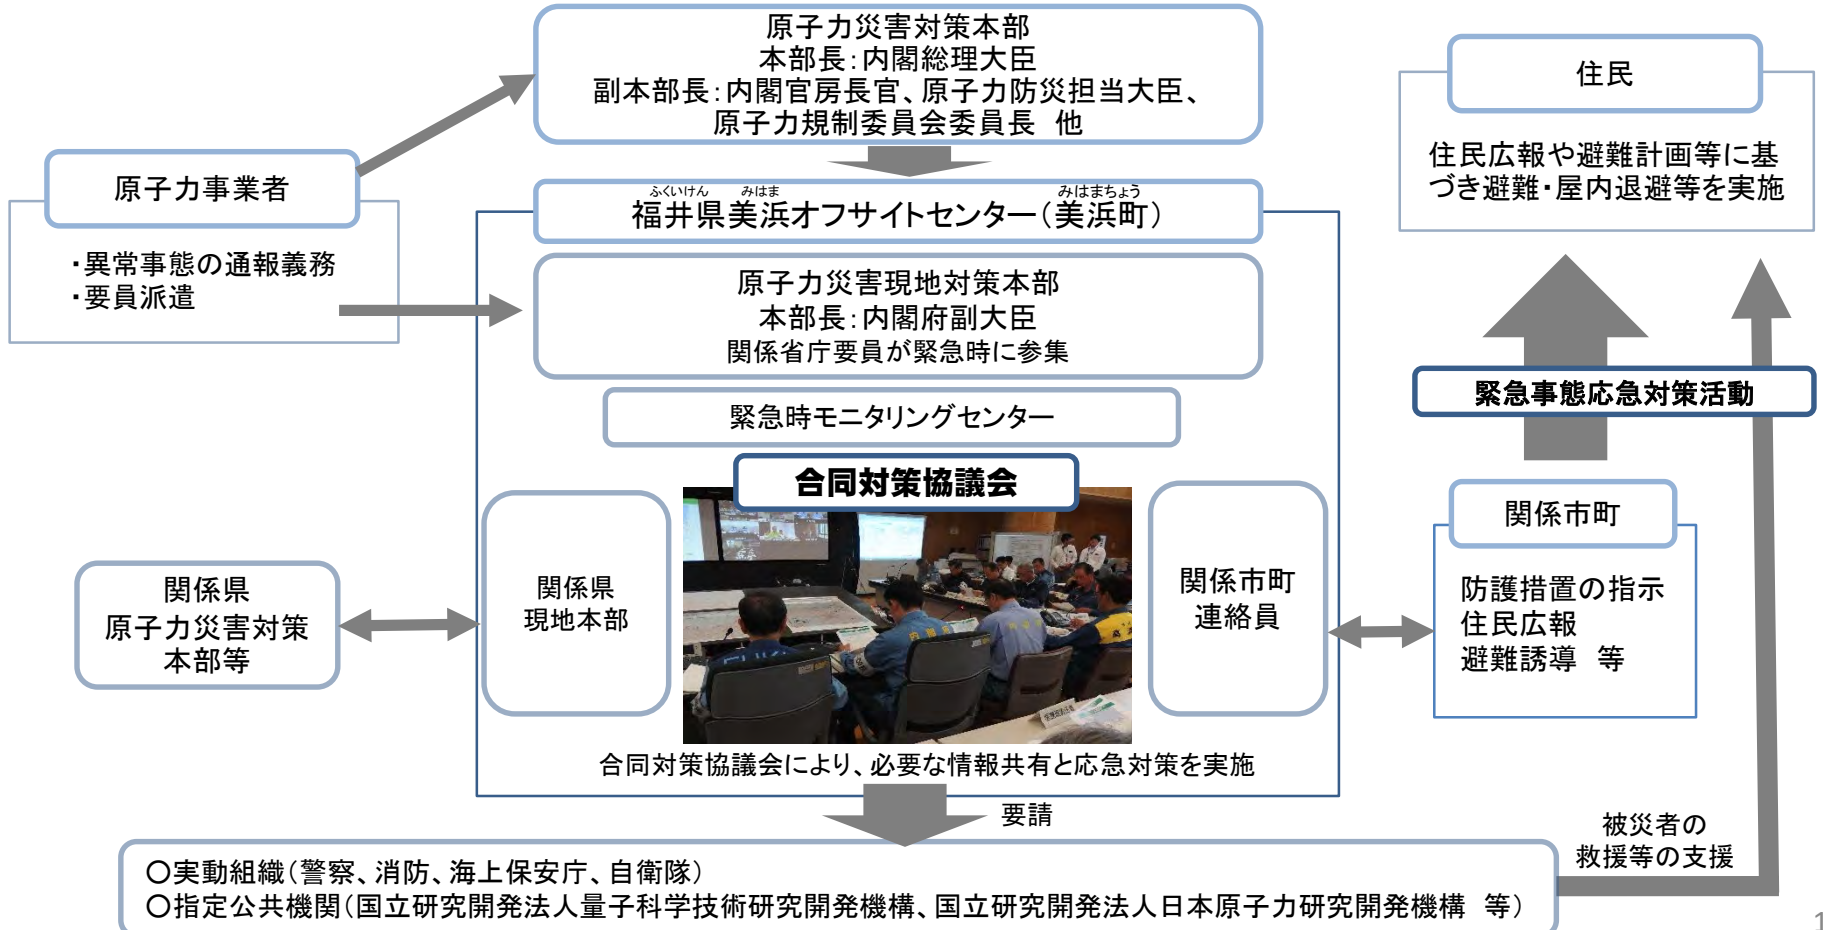 原子力災害対策本部
本部長：内閣総理大臣
副本部長：内閣官房長官、原子力防災担当大臣、
原子力規制委員会委員長　他
住民
住民広報や避難計画等に基
づき避難・屋内退避等を実施
原子力事業者
・異常事態の通報義務
・要員派遣
ふくいけん　みはま　みはまちょう
福井県美浜オフサイトセンター（美浜町）
原子力災害現地対策本部
本部長：内閣府副大臣
関係省庁要員が緊急時に参集
緊急時モニタリングセンター
緊急事態応急対策活動
合同対策協議会
関係県
現地本部
関係市町
連絡員
関係県
原子力災害対策
本部等
関係市町
防護措置の指示
住民広報
避難誘導　等
合同対策協議会により、必要な情報共有と応急対策を実施
要請
被災者の
救援等の支援
〇実動組織（警察、消防、海上保安庁、自衛隊）
〇指定公共機関（国立研究開発法人量子科学技術研究開発機構、国立研究開発法人日本原子力研究開発機構　等）
1